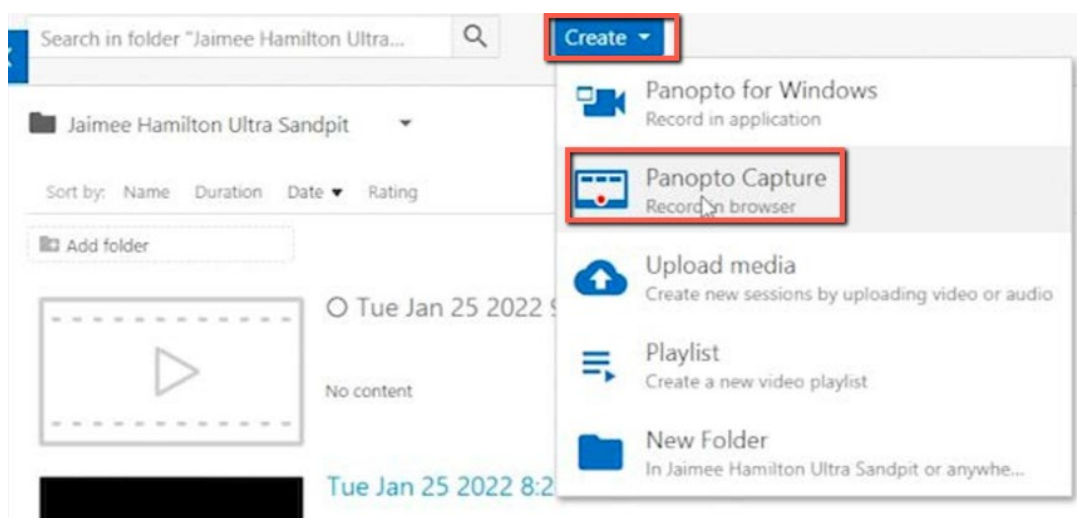 Search in folder "Jaimee Hamilton Ultra...
Create
Jaimee Hamilton Ultra Sandpit
Sort by: Name Duration Date Rating
Add folder
Tue Jan 25 2022
No content
Tue Jan 25 2022 8:2
Panopto for Windows
Record in application
Panopto Capture
Record in browser
Upload media
Create new sessions by uploading video or audio
Playlist
Create a new video playlist
New Folder
In Jaimee Hamilton Ultra Sandpit or anywhe...